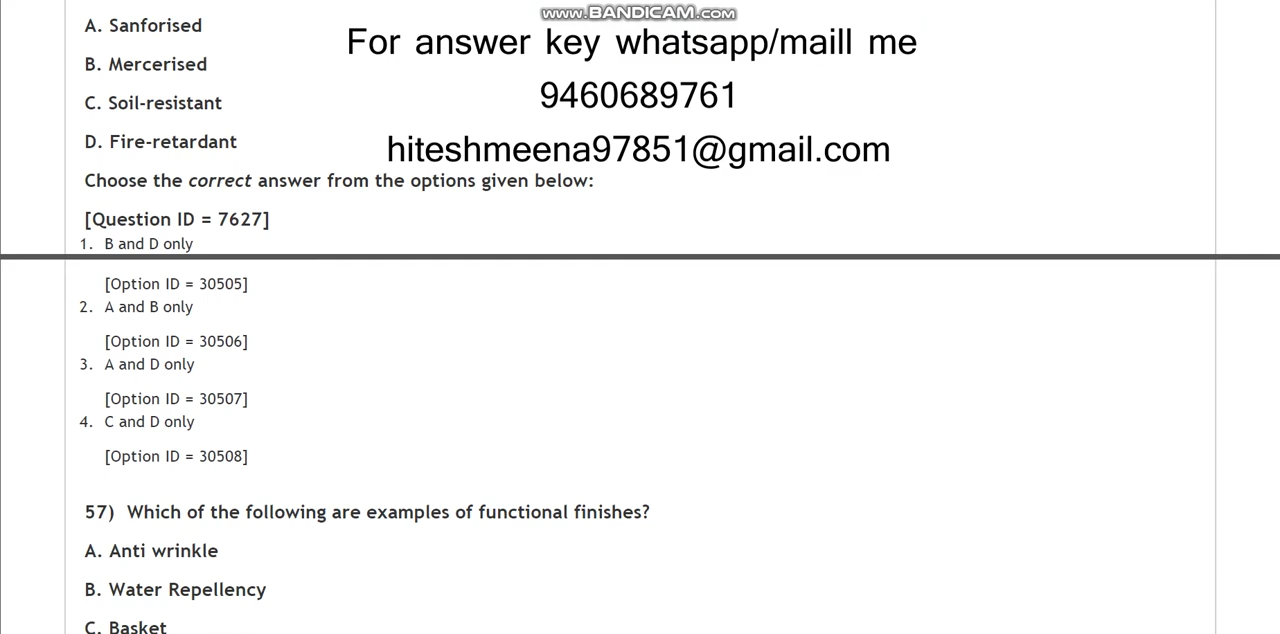 www.BANDICAM.com
A. Sanforised
For answer key whatsapp/maill me
B. Mercerised
9460689761
C. Soil-resistant
D. Fire-retardant
hiteshmeena97851@gmail.com
Choose the correct answer from the options given below:
[Question ID = 7627]
1. B and D only
[Option ID = 30505]
2. A and B only
[Option ID = 30506]
3. A and D only
[Option ID = 30507]
4. C and D only
[Option ID = 30508]
57) Which of the following are examples of functional finishes?
A. Anti wrinkle
B. Water Repellency
C. Basket